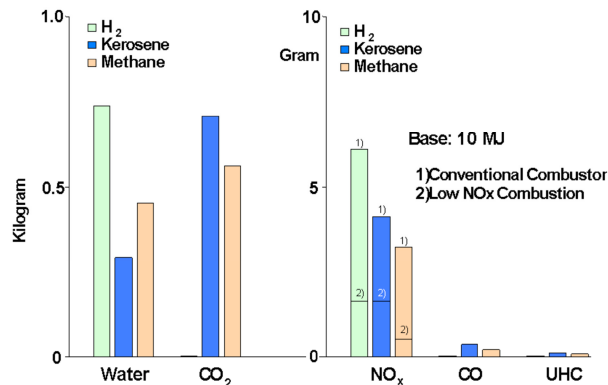 1.0
H2
Kerosene
Methane
0.5
0
Kilogram
Water
CO2
10
Gram
H2
Kerosene
Methane
Base: 10 MJ
1)Conventional Combustor
2)Low NOx Combustion
5
0
1)
1)
1)
2)
2)
2)
NOx
CO
UHC